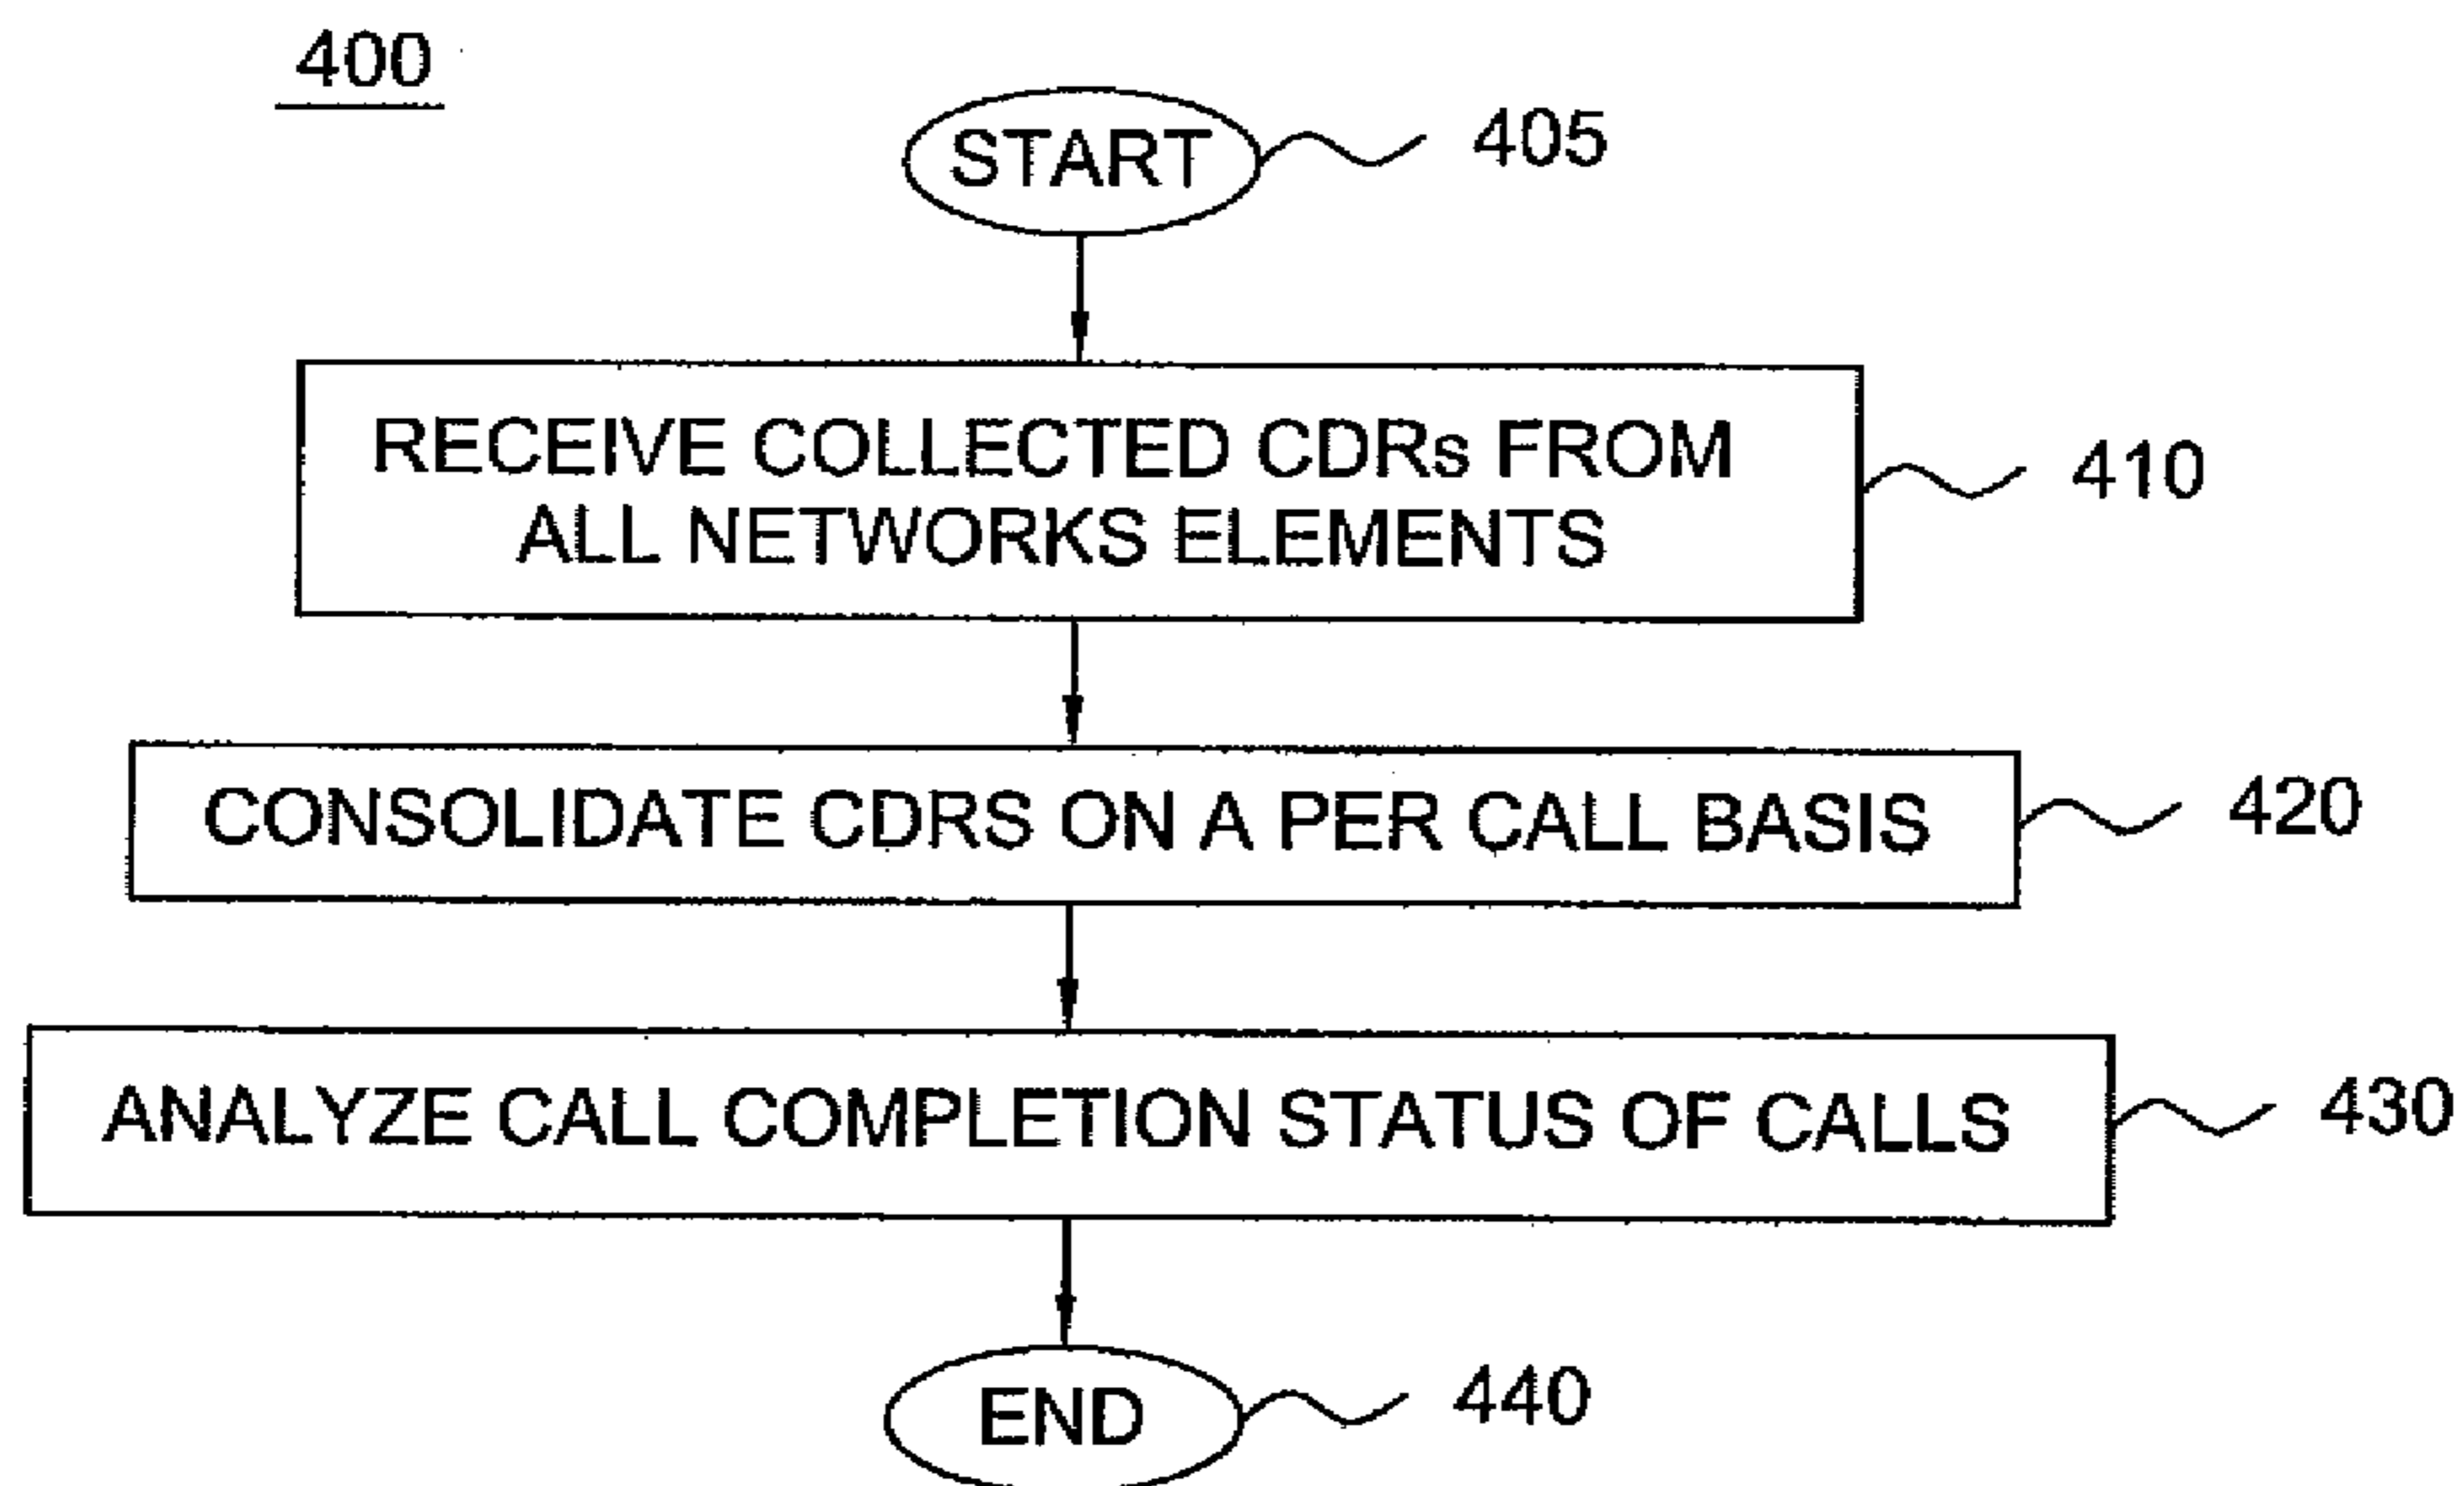 400
START
405
RECEIVE COLLECTED CDRs FROM
ALL NETWORKS ELEMENTS
410
CONSOLIDATE CDRS ON A PER CALL BASIS
420
ANALYZE CALL COMPLETION STATUS OF CALLS
430
END
440